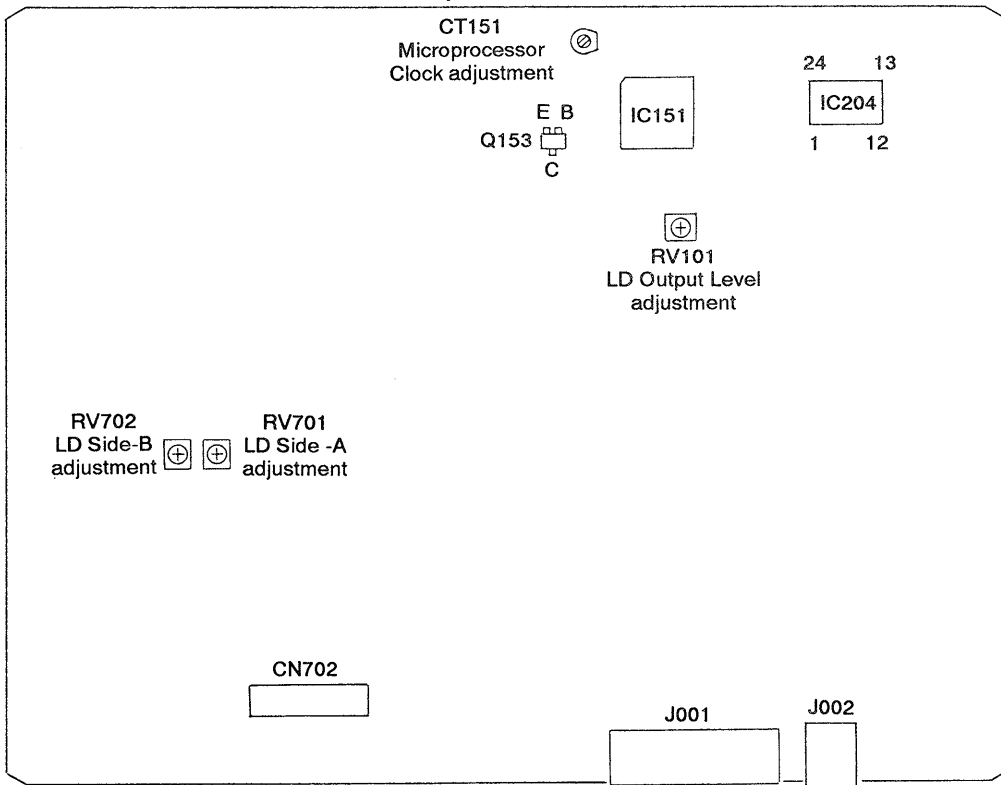 CT151
Microprocessor
Clock adjustment
24 13
IC204
1 12
IC151
E B
Q153
C
RV101
LD Output Level
adjustment
RV702
LD Side-B
adjustment
RV701
LD Side -A
adjustment
CN702
J001
J002